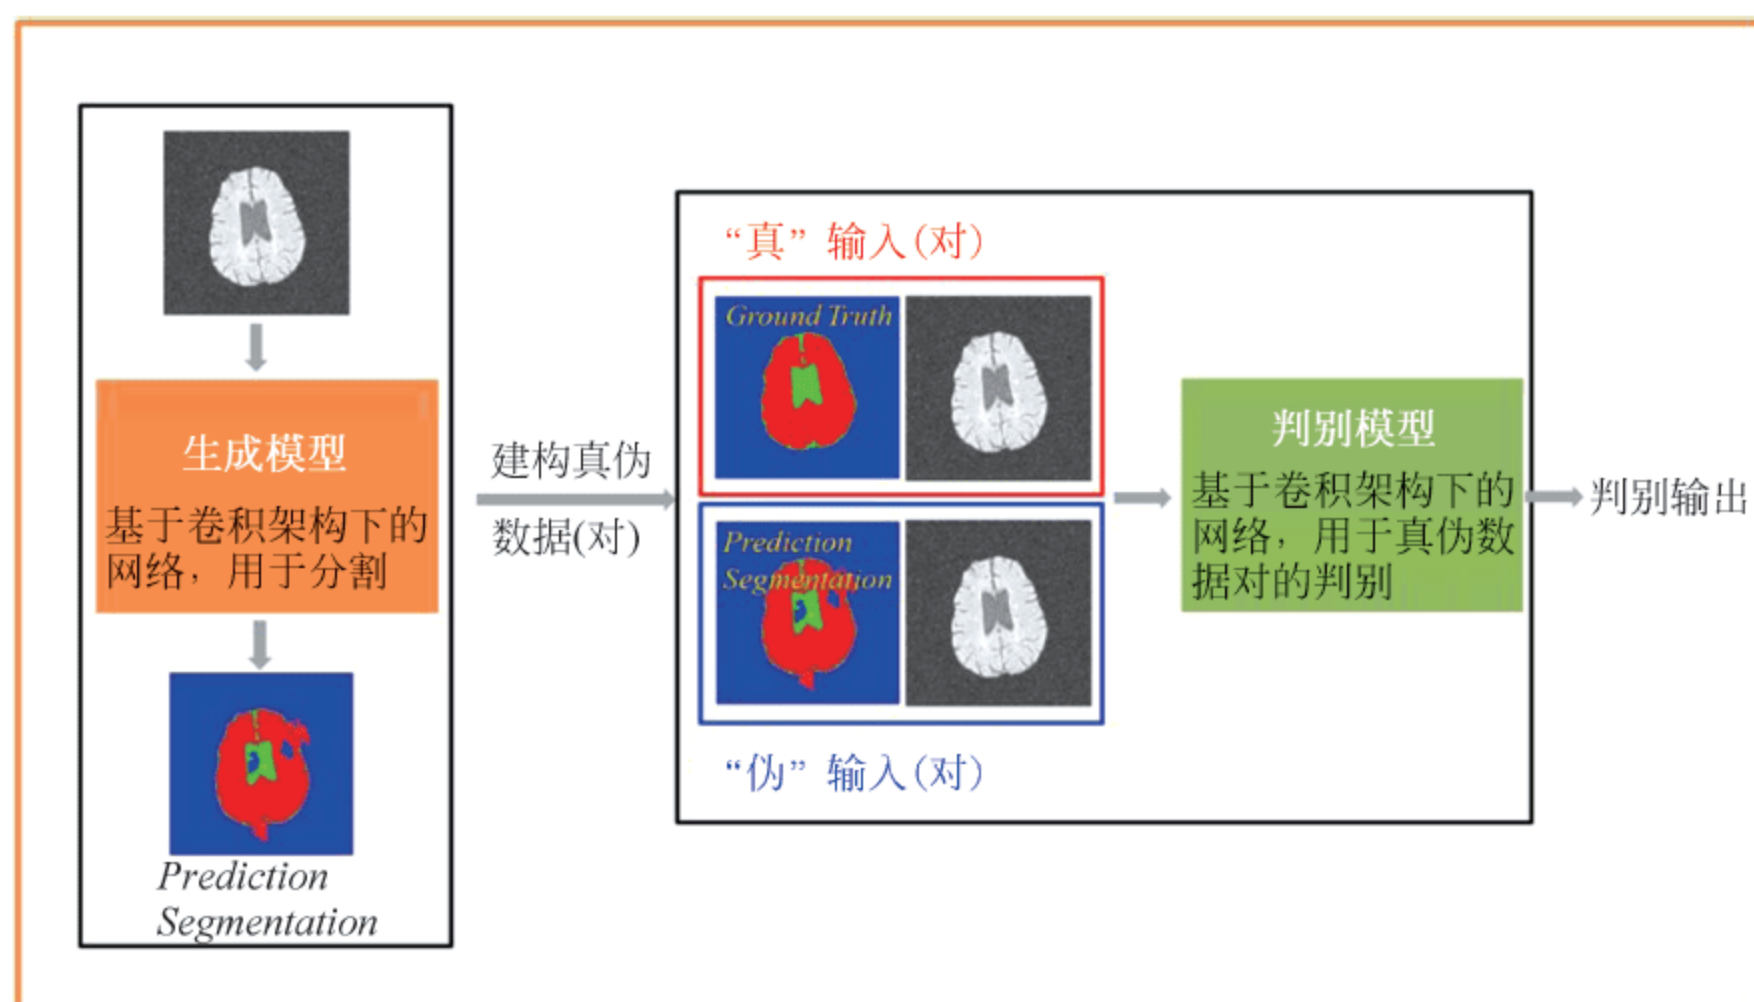 生成模型
基于卷积架构下的
网络，用于分割
Prediction
Segmentation
建构真伪
数据(对)
“真” 输入(对)
Ground Truth
Prediction
Segmentation
“伪” 输入(对)
判别模型
基于卷积架构下的
网络，用于真伪数
据对的判别
判别输出